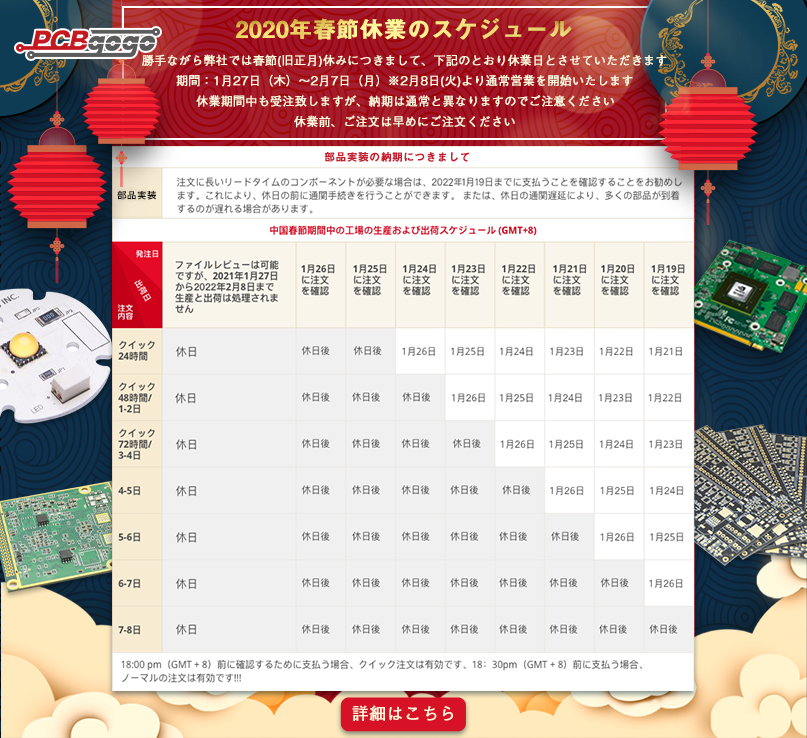 PCBgogo
2020年春節休業のスケジュール
勝手ながら弊社では春節(旧正月)休みにつきまして、下記のとおり休業日とさせていただきます
期間：1月27日（木）～2月7日（月）※2月8日(火)より通常営業を開始いたします
休業期間中も受注致しますが、納期は通常と異なりますのでご注意ください
休業前、ご注文は早めにご注文ください
部品実装の納期につきまして
部品実装
注文に長いリードタイムのコンポーネントが必要な場合は、2022年1月19日までに支払うことを確認することをお勧めし
ます。これにより、休日の前に通関手続きを行うことができます。 または、休日の通関遅延により、多くの部品が到着
するのが遅れる場合があります。
中国春節期間中の工場の生産および出荷スケジュール (GMT+8)
発注日
出荷日
注文
内容
ファイルレビューは可能
ですが、2021年1月27日
から2022年2月8日まで
生産と出荷は処理されま
せん
1月26日
に注文
を確認
1月25日
に注文
を確認
1月24日
に注文
を確認
1月23日
に注文
を確認
1月22日
に注文
を確認
1月21日
に注文
を確認
1月20日
に注文
を確認
1月19日
に注文
を確認
クイック
24時間
休日 休日後 休日後 1月26日 1月25日 1月24日 1月23日 1月22日 1月21日
クイック
48時間/
1-2日
休日 休日後 休日後 休日後 1月26日 1月25日 1月24日 1月23日 1月22日
クイック
72時間/
3-4日
休日 休日後 休日後 休日後 休日後 1月26日 1月25日 1月24日 1月23日
4-5日 休日 休日後 休日後 休日後 休日後 休日後 1月26日 1月25日 1月24日
5-6日 休日 休日後 休日後 休日後 休日後 休日後 休日後 1月26日 1月25日
6-7日 休日 休日後 休日後 休日後 休日後 休日後 休日後 休日後 1月26日
7-8日 休日 休日後 休日後 休日後 休日後 休日後 休日後 休日後 休日後
18:00 pm（GMT + 8）前に確認するために支払う場合、クイック注文は有効です、18：30pm（GMT + 8）前に支払う場合、
ノーマルの注文は有効です!!!
詳細はこちら
INC.
JP3
LED